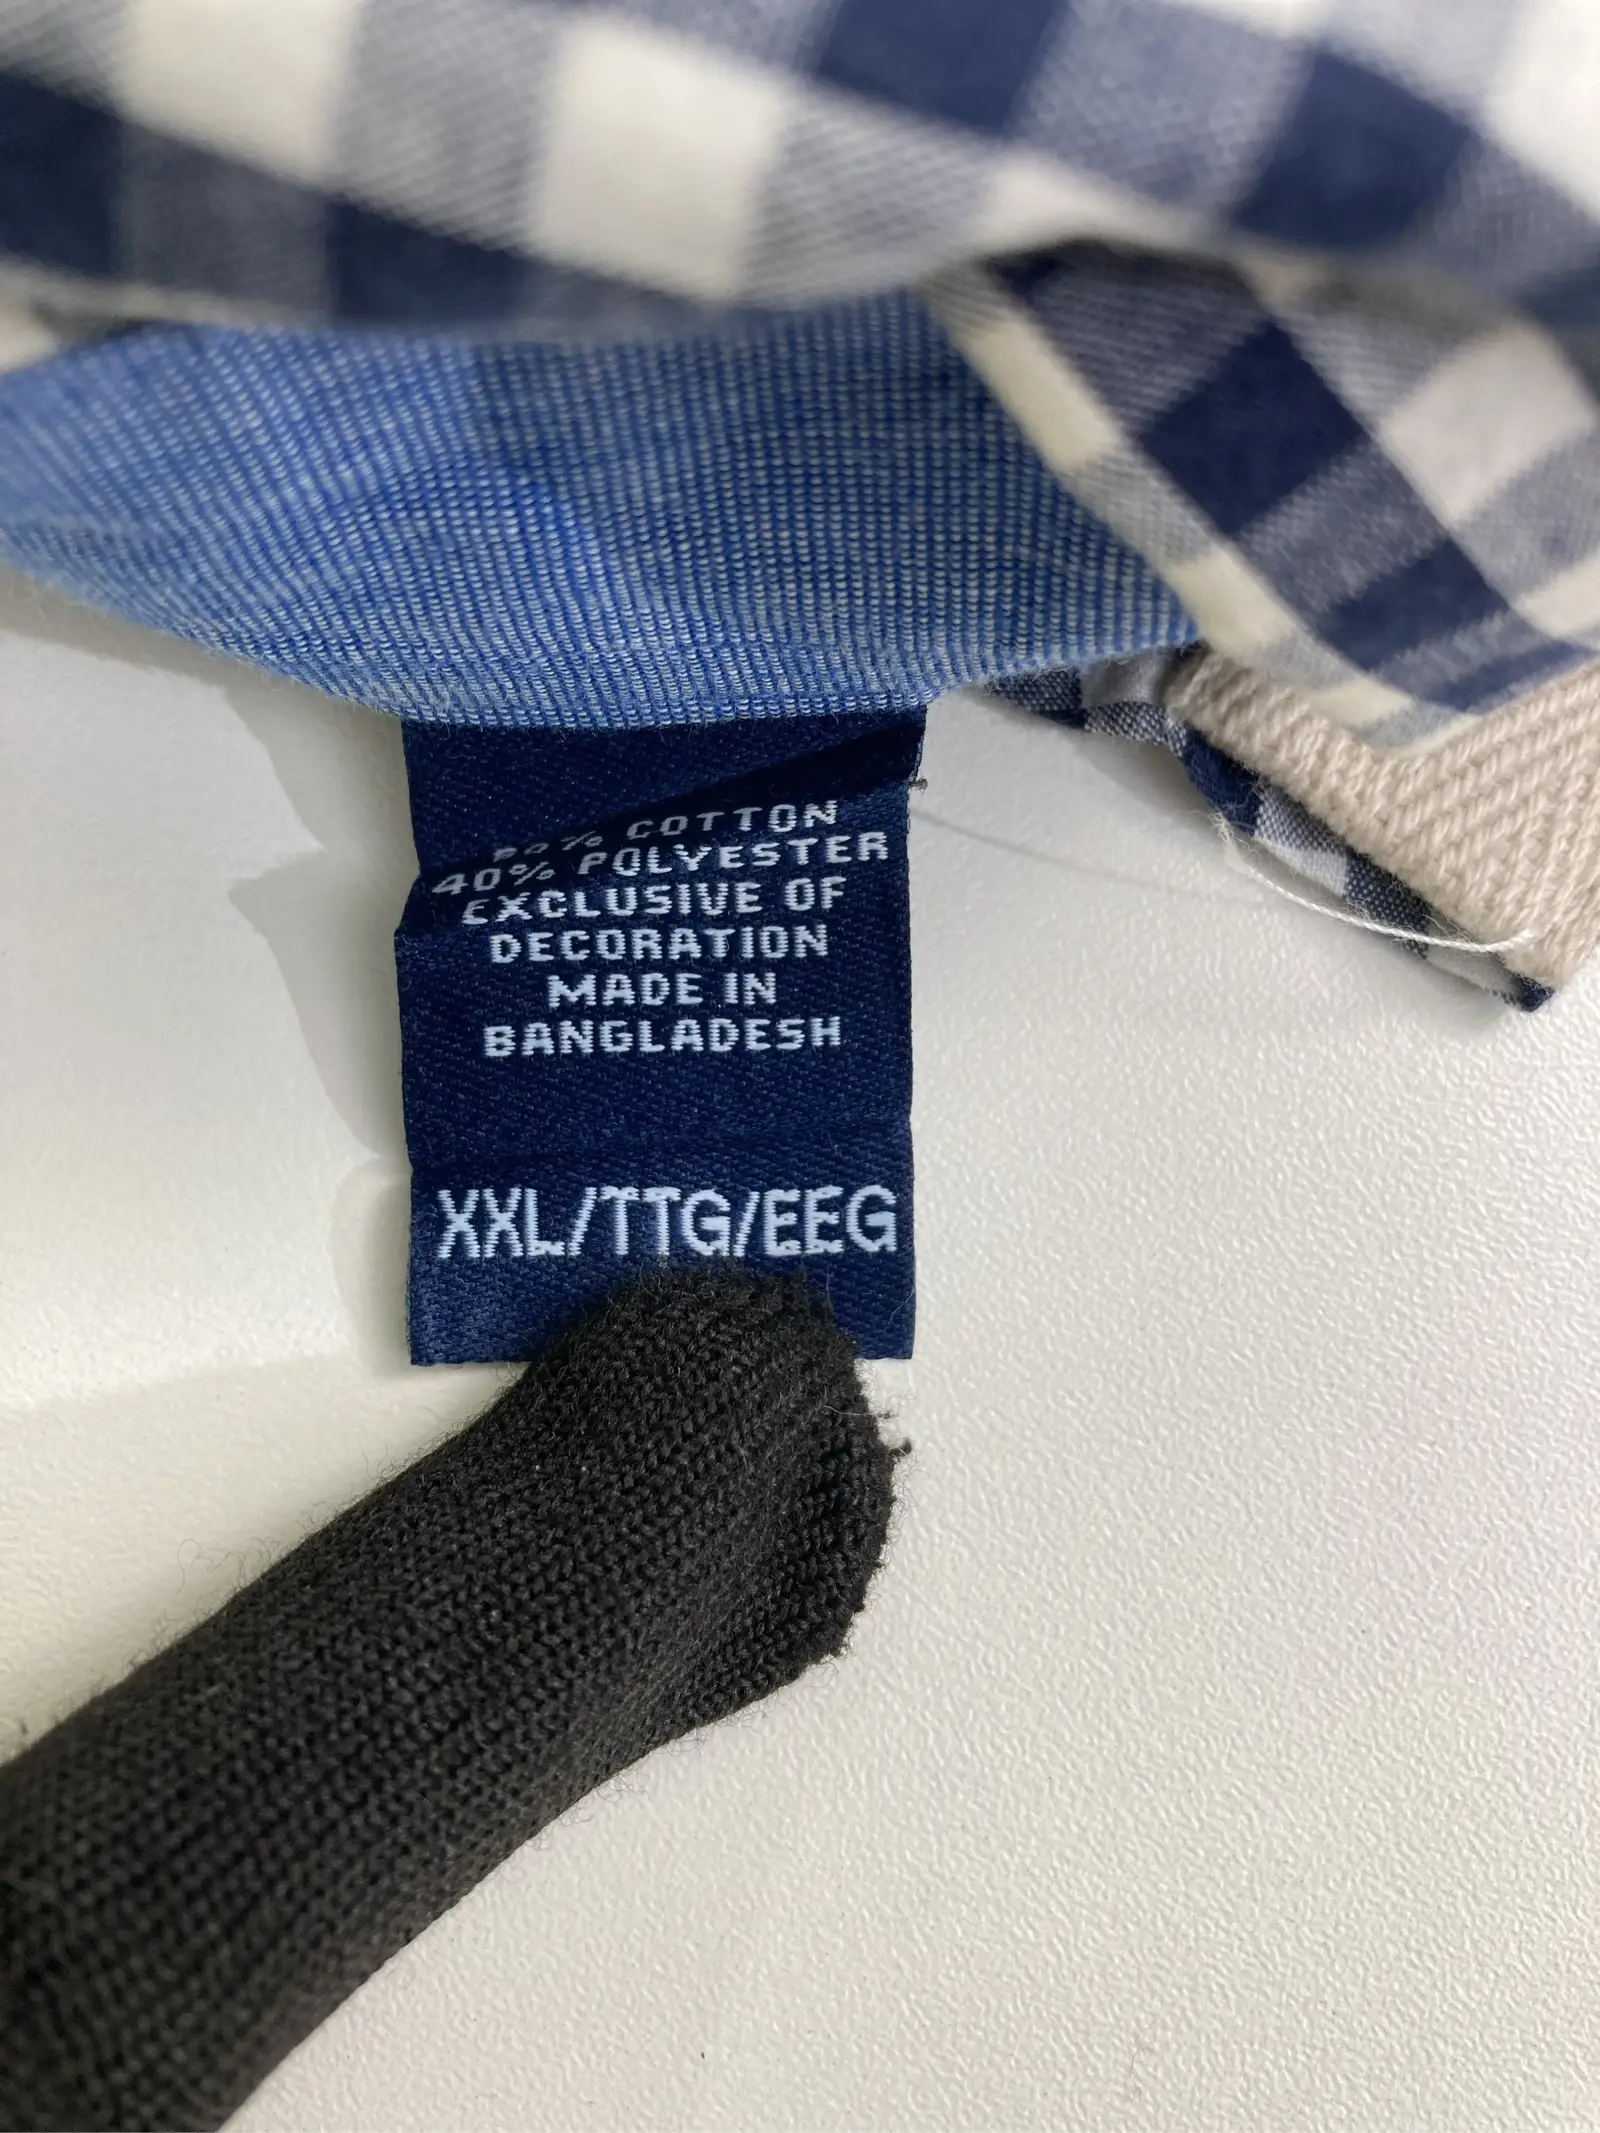 % COTTON
40% POLYESTER
EXCLUSIVE OF
DECORATION
MADE IN
BANGLADESH
XXL/TTG/EEG